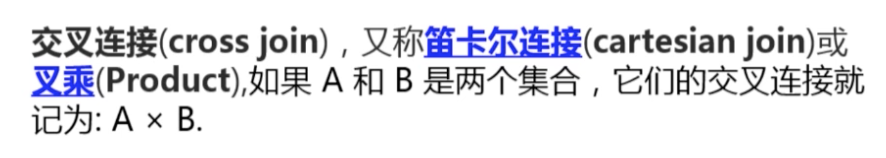 交叉连接(cross join)，又称笛卡尔连接(cartesian join)或
叉乘(Product),如果 A 和 B 是两个集合，它们的交叉连接就
记为: A × B.